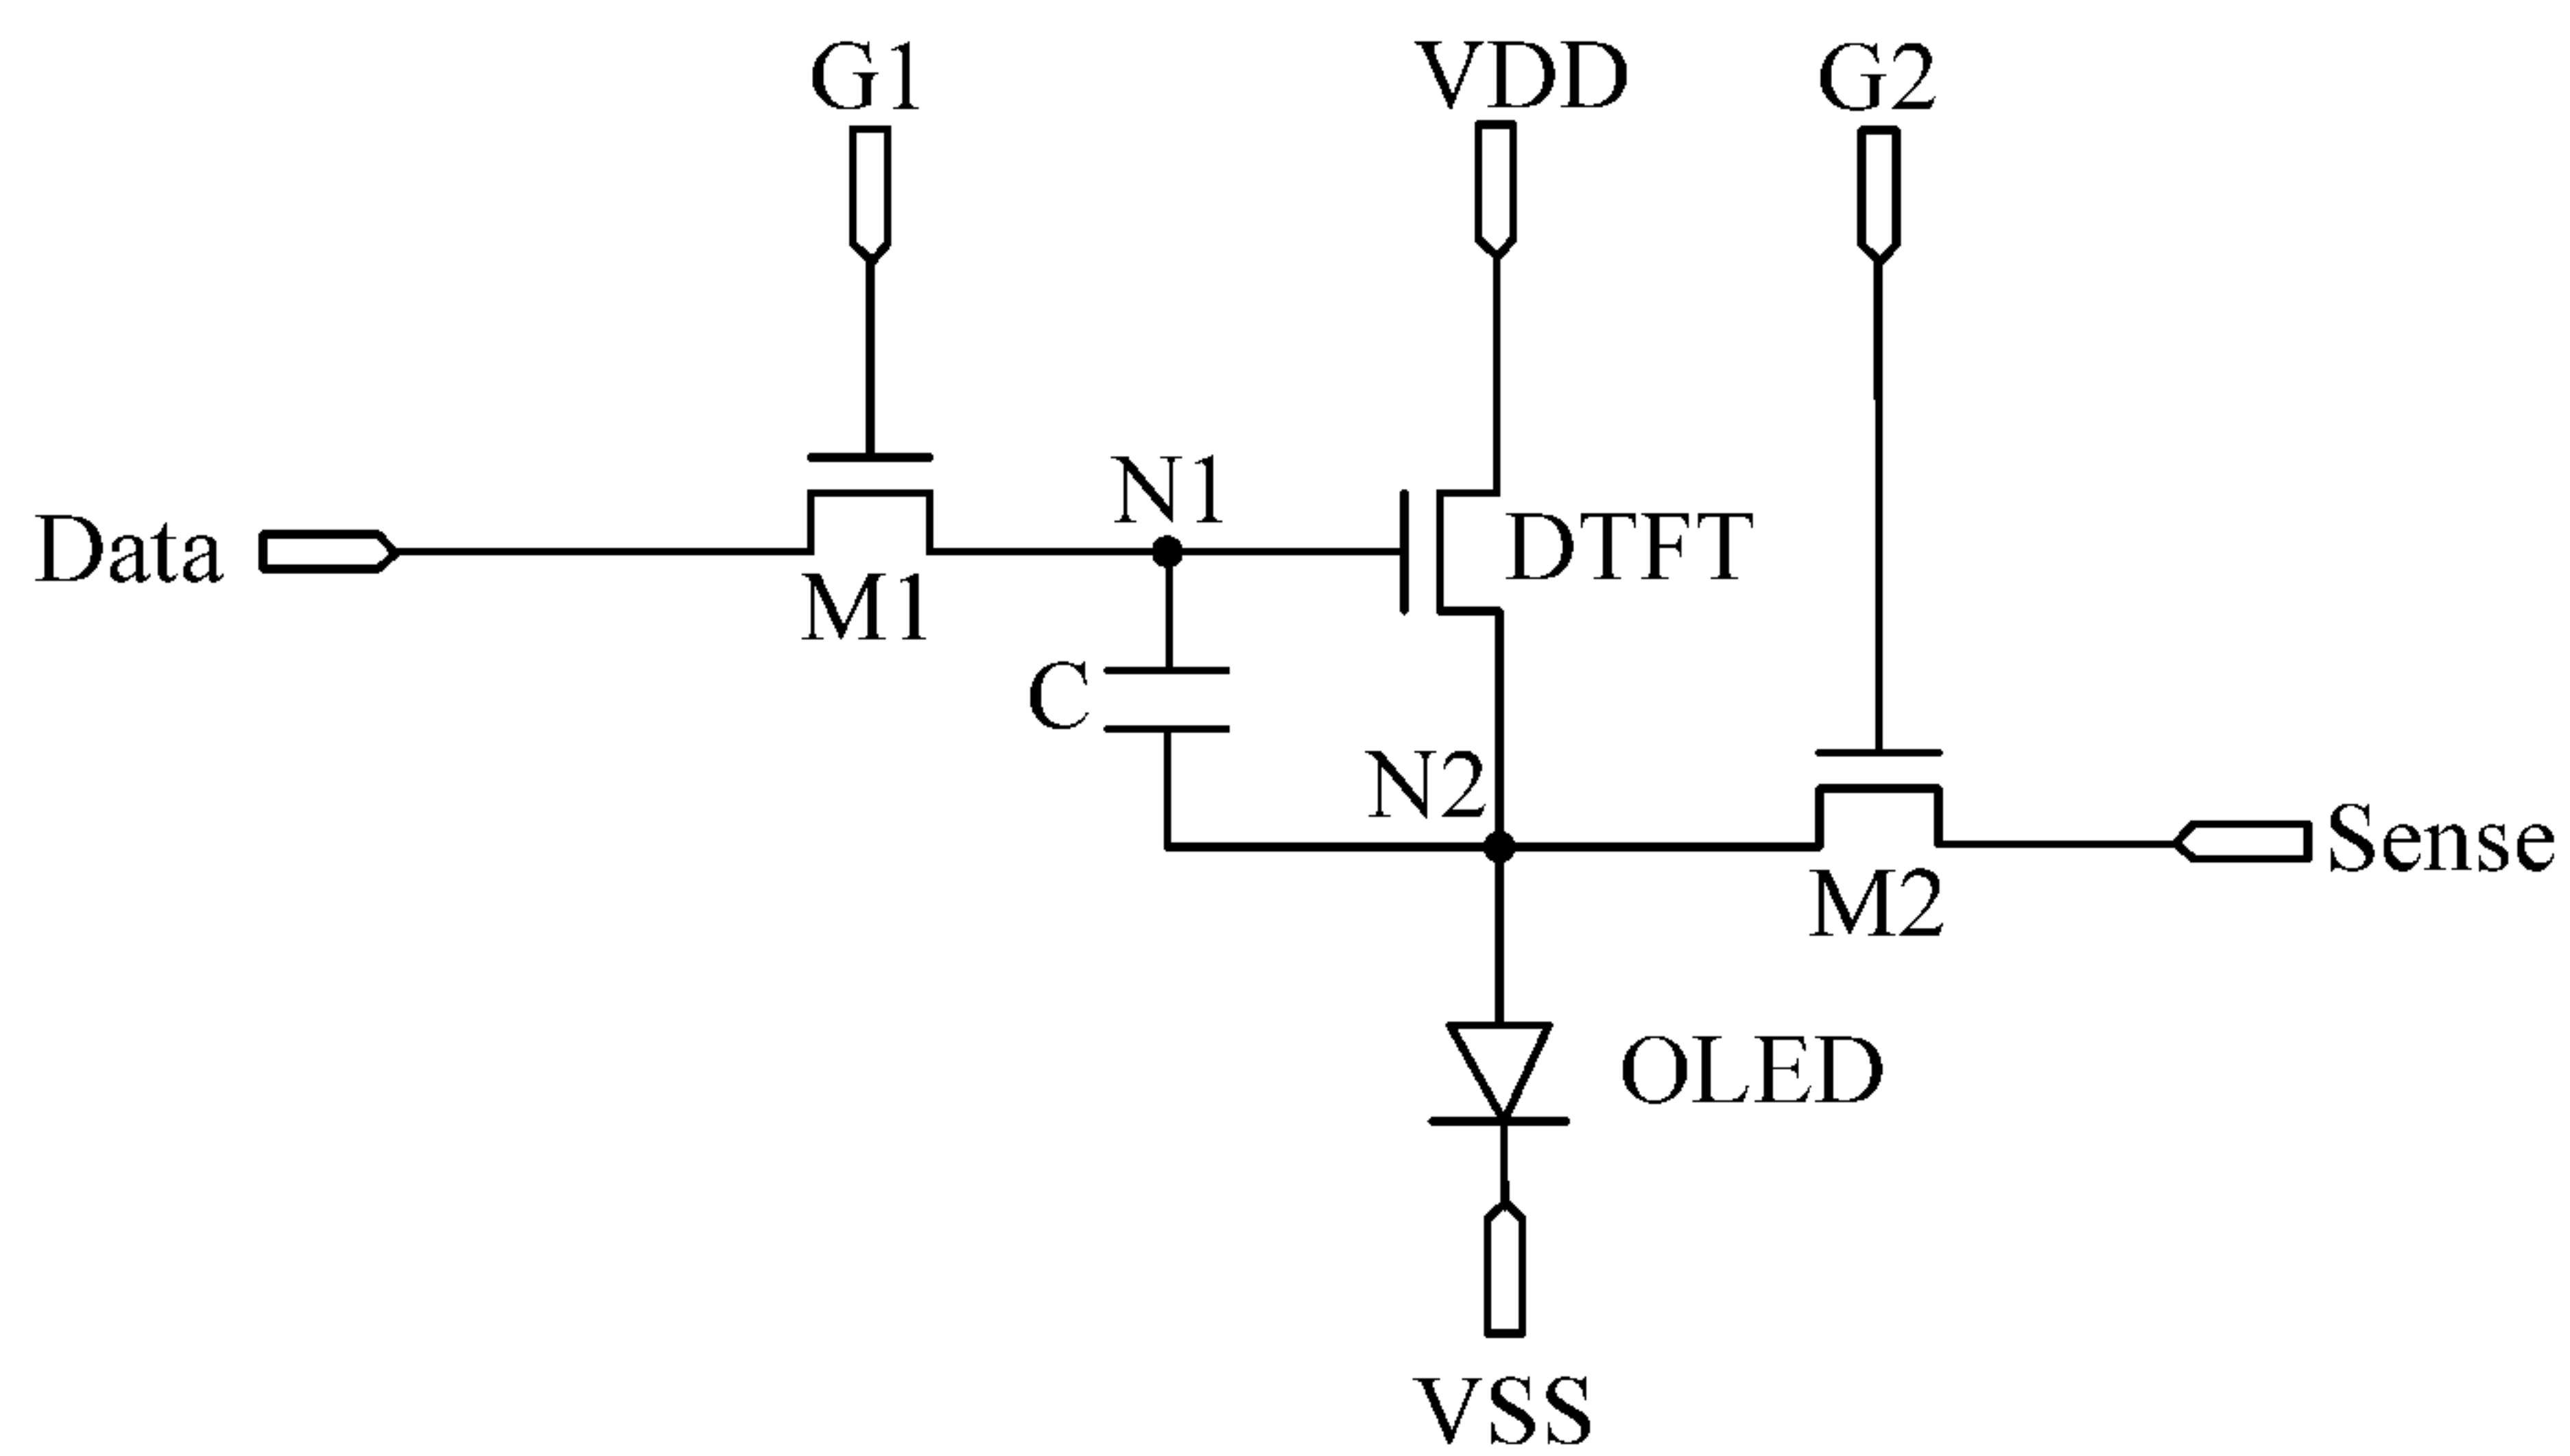 G1
VDD
G2
N1
Data
DTFT
M1
C
N2
Sense
M2
OLED
VSS